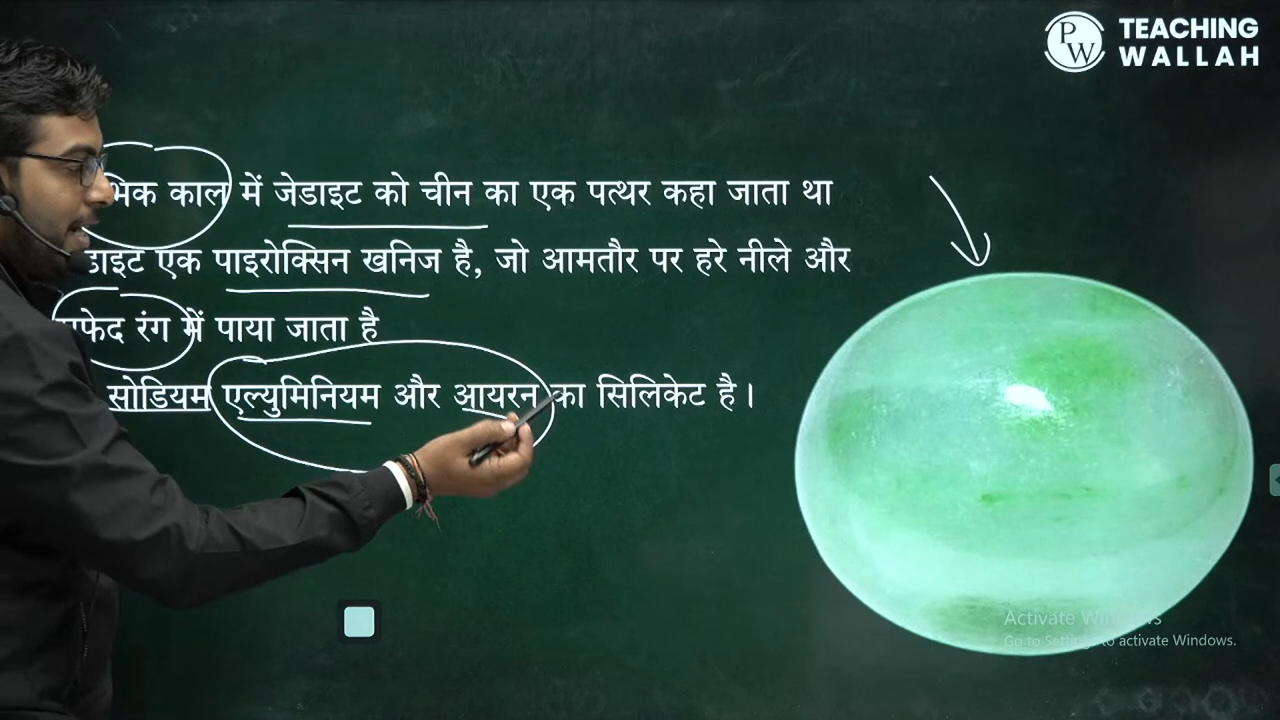 TEACHING
WALLAH
काल में जेडाइट को चीन का एक पत्थर कहा जाता था
एक पाइरोक्सिन खनिज है, जो आमतौर पर हरे नीले और
रंग में पाया जाता है
सोडियम एल्युमिनियम और आयरन का सिलिकेट है।
Activate Windows
Go to Settings to activate Windows.